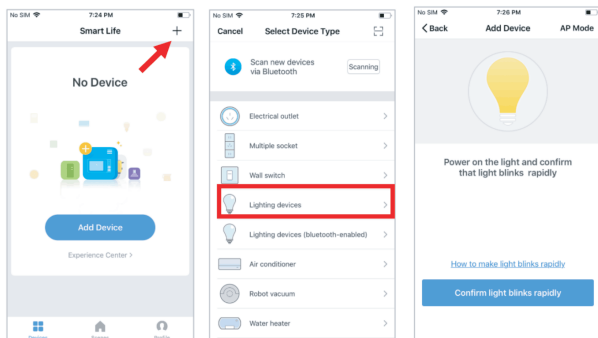 No SIM 7:24 PM
Smart Life
+
No Device
Add Device
Experience Center >
Devices
Profile
No SIM 7:25 PM
Cancel Select Device Type
Scan new devices
via Bluetooth
Scanning
Electrical outlet
Multiple socket
Wall switch
Lighting devices
Lighting devices (bluetooth-enabled)
Air conditioner
Robot vacuum
Water heater
No SIM 7:26 PM
< Back Add Device AP Mode
Power on the light and confirm
that light blinks rapidly
How to make light blinks rapidly
Confirm light blinks rapidly